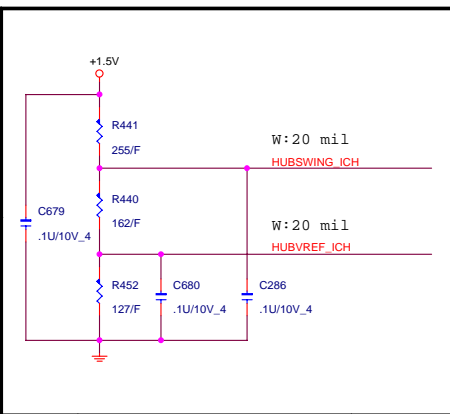 +1.5V
R441
255/F
W:20 mil
HUBSWING_ICH
R440
162/F
C679
.1U/10V_4
W:20 mil
HUBVREF_ICH
R452
127/F
C680
.1U/10V_4
C286
.1U/10V_4